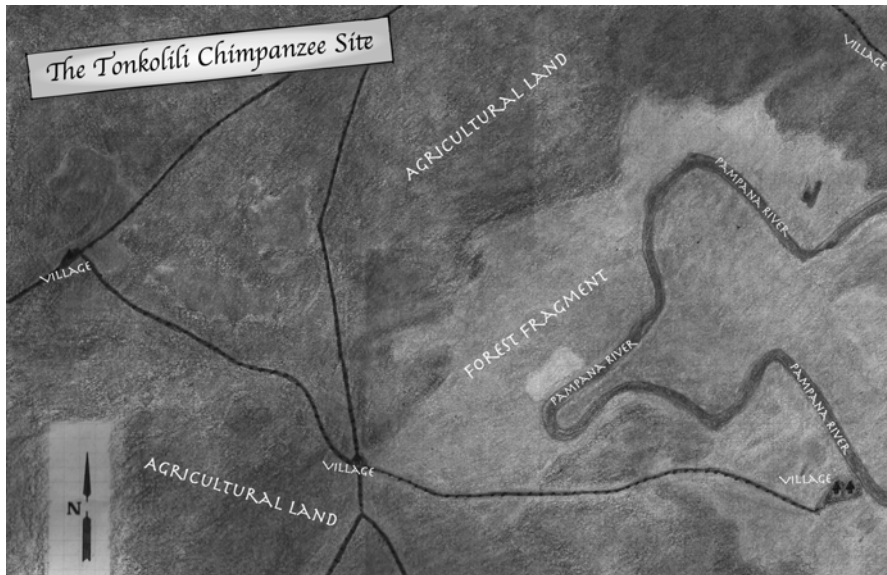 The Tonkolili Chimpanzee Site
VILLAGE
AGRICULTURAL LAND
PAMPANA RIVER
VILLAGE
FOREST FRAGMENT
PAMPANA RIVER
PAMPANA RIVER
VILLAGE
AGRICULTURAL LAND
VILLAGE
N